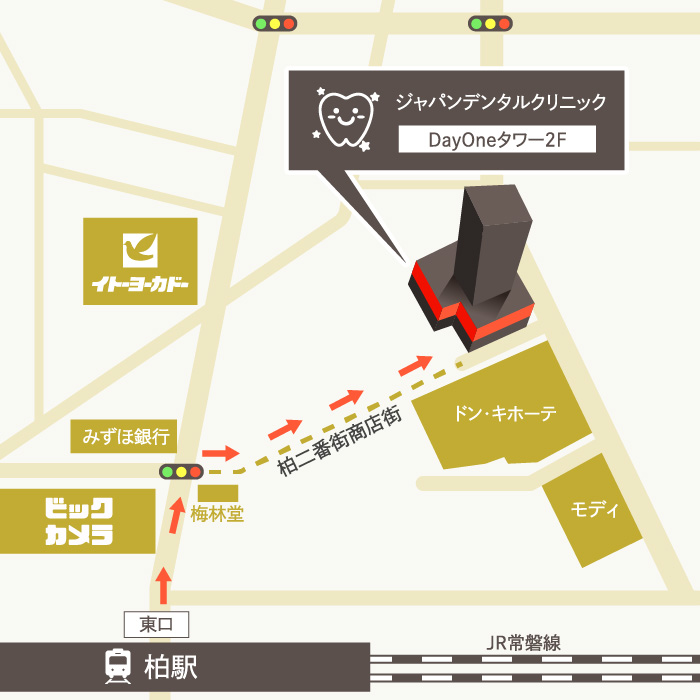 ジャパンデンタルクリニック
DayOneタワー2F
イトーヨーカドー
みずほ銀行
柏二番街商店街
ドン・キホーテ
ビック
カメラ
梅林堂
モディ
東口
柏駅
JR常磐線